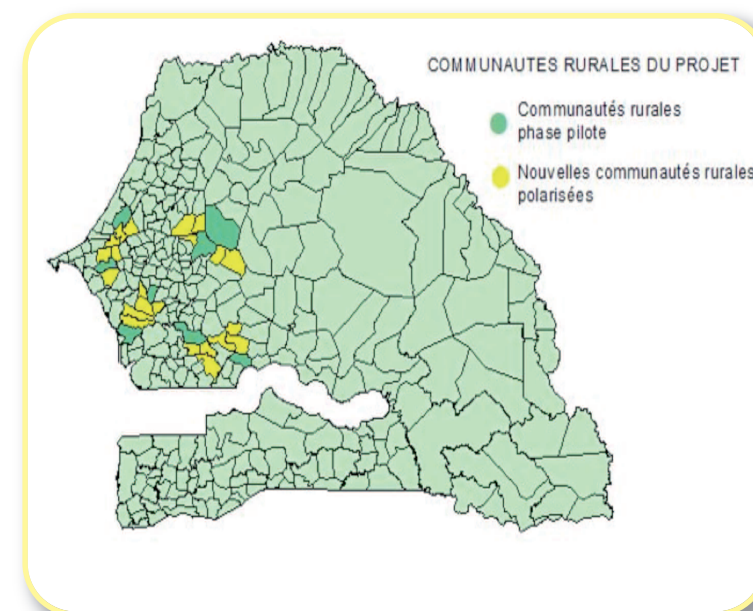 COMMUNAUTES RURALES DU PROJET
Communautés rurales
phase pilote
Nouvelles communautés rurales
polarisées